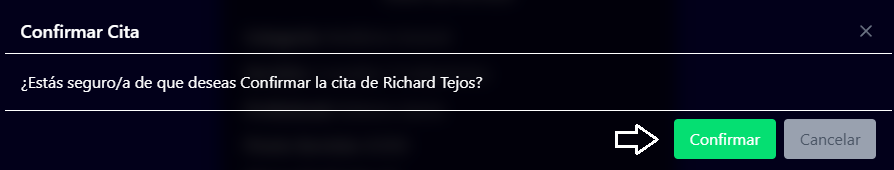 Confirmar Cita
¿Estás seguro/a de que deseas Confirmar la cita de Richard Tejos?
Confirmar
Cancelar